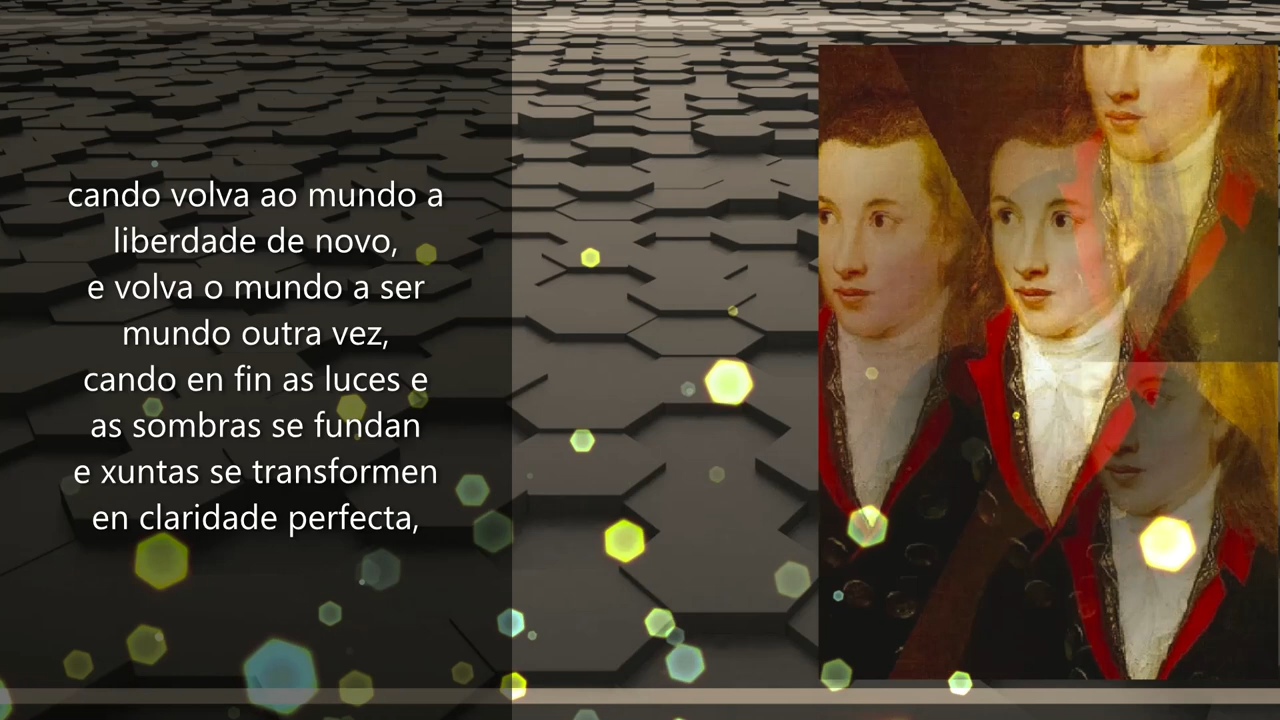 cando volva ao mundo a
liberdade de novo,
e volva o mundo a ser
mundo outra vez,
cando en fin as luces e
as sombras se fundan
e xuntas se transformen
en claridade perfecta,